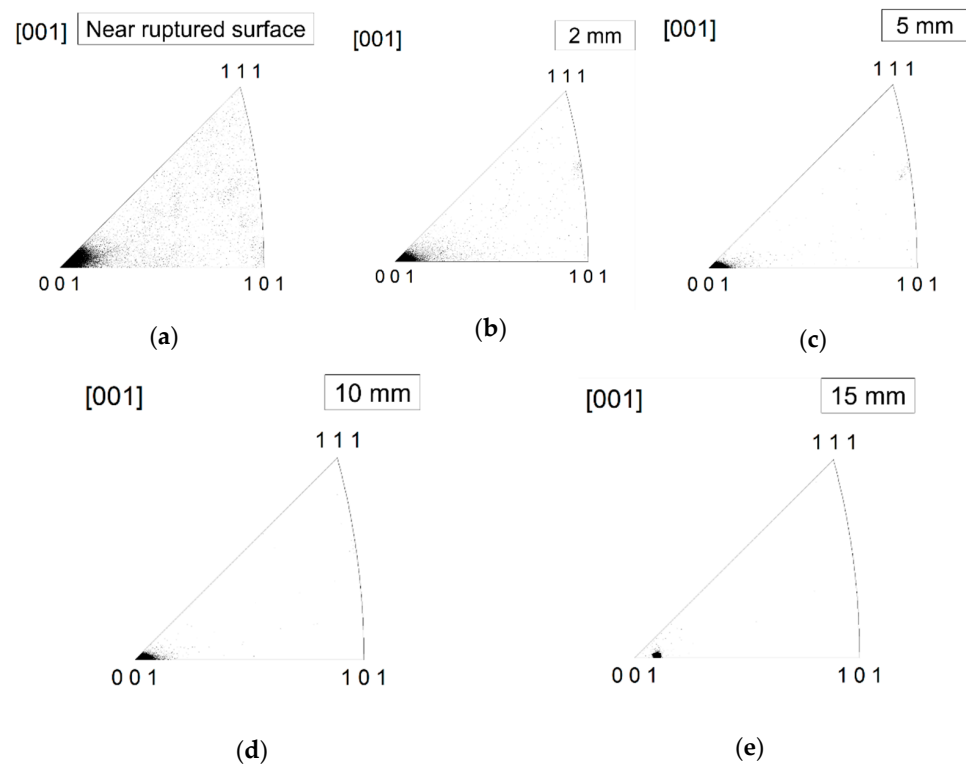 [001] Near ruptured surface
1 1 1
0 0 1 1 0 1
(a)
[001] 2 mm
1 1 1
0 0 1 1 0 1
(b)
[001] 5 mm
1 1 1
0 0 1 1 0 1
(c)
[001] 10 mm
1 1 1
0 0 1 1 0 1
(d)
[001] 15 mm
1 1 1
0 0 1 1 0 1
(e)